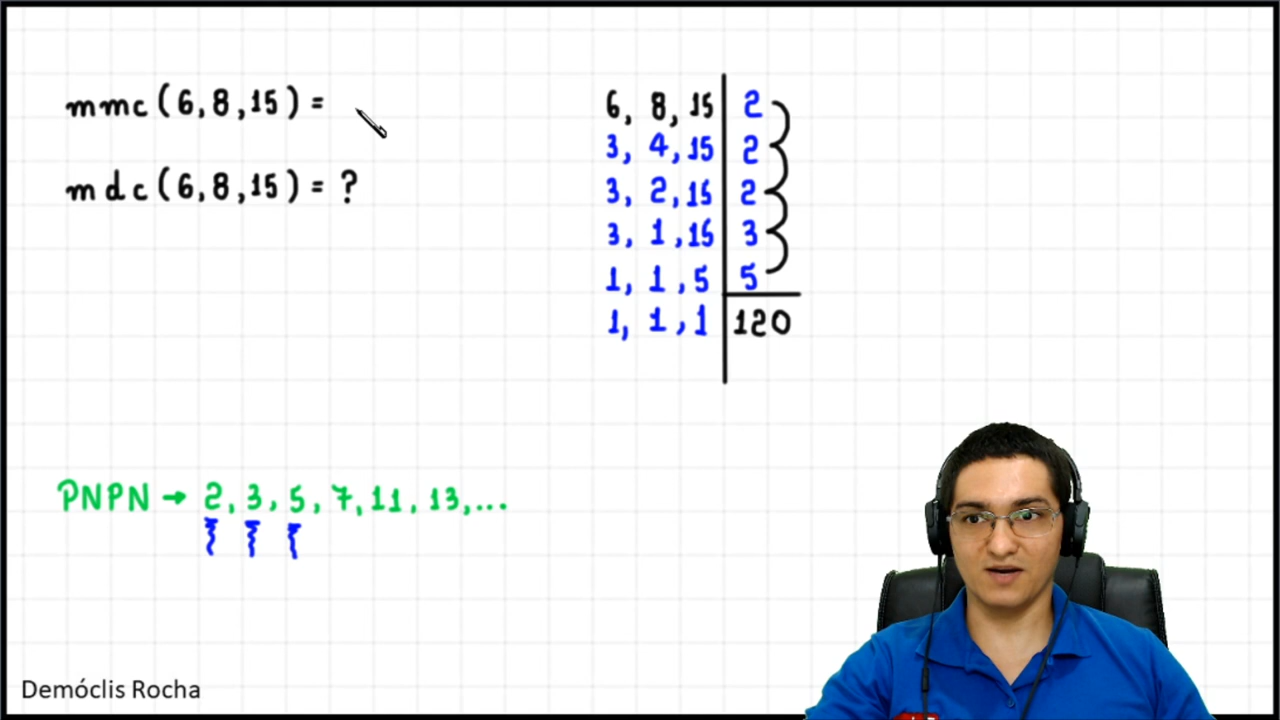 mmc (6, 8, 15) =
mdc (6, 8, 15) = ?
6, 8, 15 | 2
3, 4, 15 | 2
3, 2, 15 | 2
3, 1, 15 | 3
1, 1, 5 | 5
1, 1, 1 | 120
PNPN → 2, 3, 5, 7, 11, 13, ...
Demóclis Rocha